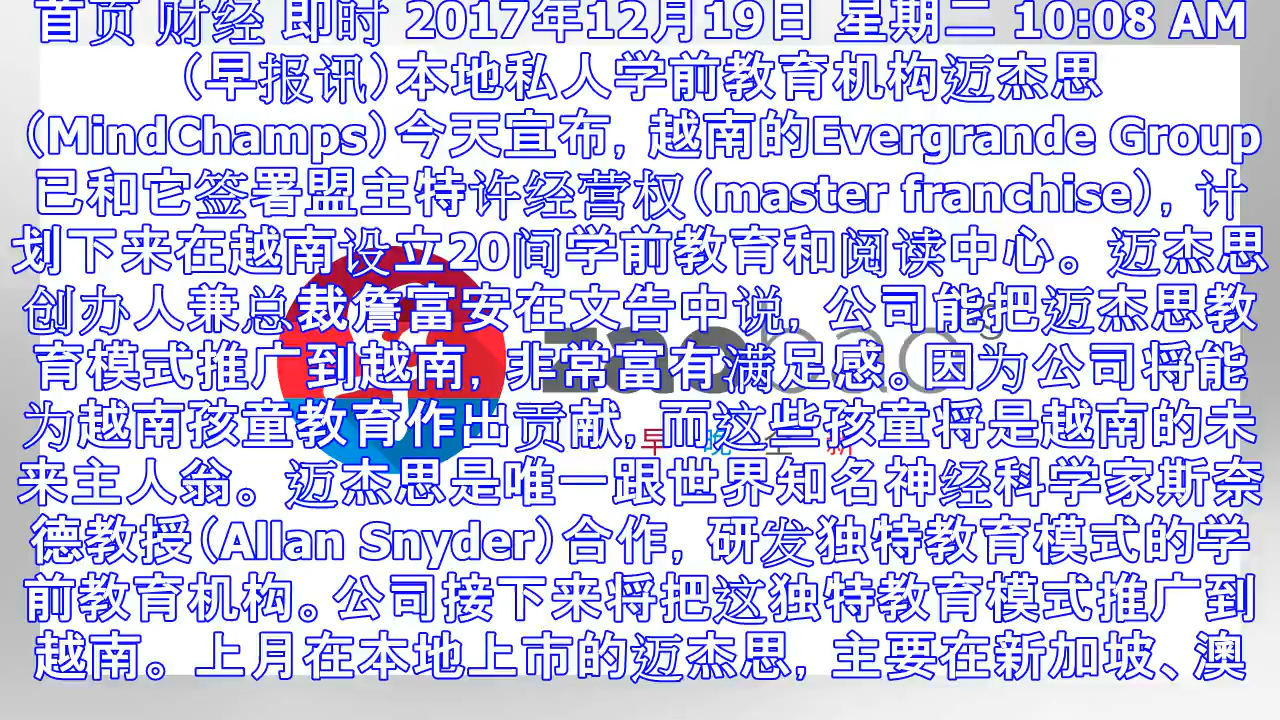 首页 财经 即时 2017年12月19日 星期二 10:08 AM
（早报讯）本地私人学前教育机构迈杰思
（MindChamps）今天宣布，越南的Evergrande Group
已和它签署盟主特许经营权（master franchise），计
划下来在越南设立20间学前教育和阅读中心。迈杰思
创办人兼总裁詹富安在文告中说，公司能把迈杰思教
育模式推广到越南，非常富有满足感。因为公司将能
为越南孩童教育作出贡献，而这些孩童将是越南的未
来主人翁。迈杰思是唯一跟世界知名神经科学家斯奈
德教授（Allan Snyder）合作，研发独特教育模式的学
前教育机构。公司接下来将把这独特教育模式推广到
越南。上月在本地上市的迈杰思，主要在新加坡、澳
zaobao
早 晚 全 新